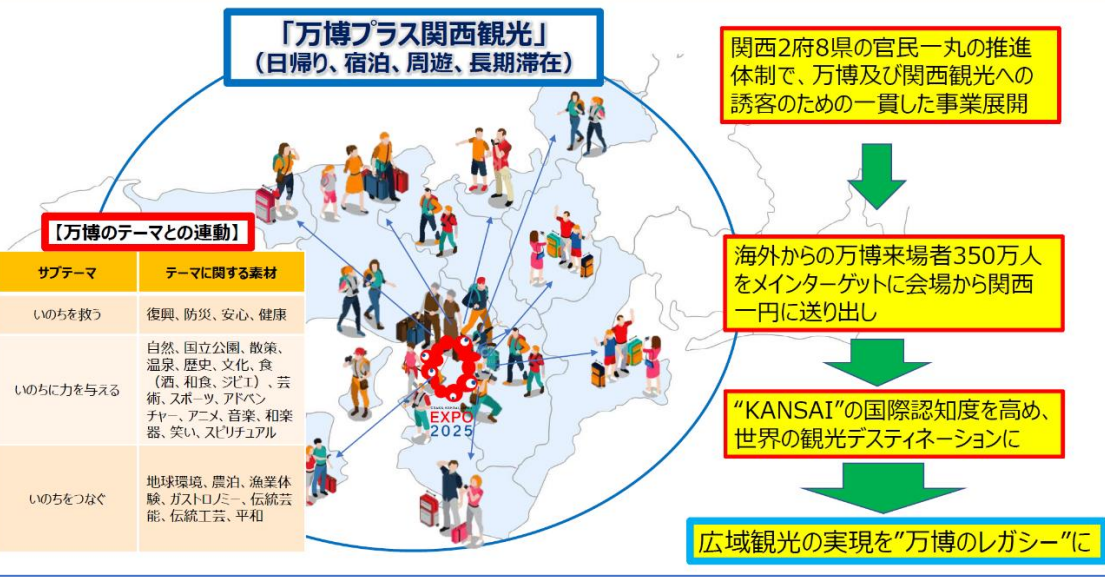 「万博プラス関西観光」
(日帰り、宿泊、周遊、長期滞在)
【万博のテーマとの連動】
サブテーマ
テーマに関する素材
いのちを救う
復興、防災、安心、健康
いのちに力を与える
自然、国立公園、散策、
温泉、歴史、文化、食
(酒、和食、ジビエ)、芸
術、スポーツ、アドベン
チャー、アニメ、音楽、和楽
器、笑い、スピリチュアル
いのちをつなぐ
地球環境、農泊、漁業体
験、ガストロノミー、伝統芸
能、伝統工芸、平和
EXPO
2025
関西2府8県の官民一丸の推進
体制で、万博及び関西観光への
誘客のための一貫した事業展開
海外からの万博来場者350万人
をメインターゲットに会場から関西
一円に送り出し
“KANSAI”の国際認知度を高め、
世界の観光デスティネーションに
広域観光の実現を”万博のレガシー”に